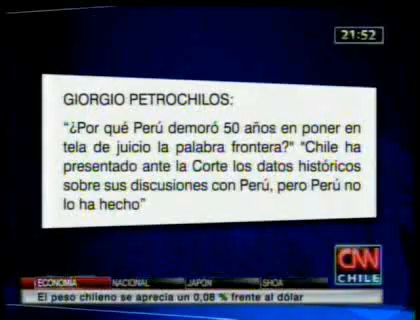 21:52
GIORGIO PETROCHILOS:
"¿Por qué Perú demoró 50 años en poner en
tela de juicio la palabra frontera?" "Chile ha
presentado ante la Corte los datos históricos
sobre sus discusiones con Perú, pero Perú no
lo ha hecho"
CNN
CHILE
ECONOMÍA NACIONAL JAPÓN SHOA
El peso chileno se aprecia un 0,08 % frente al dólar